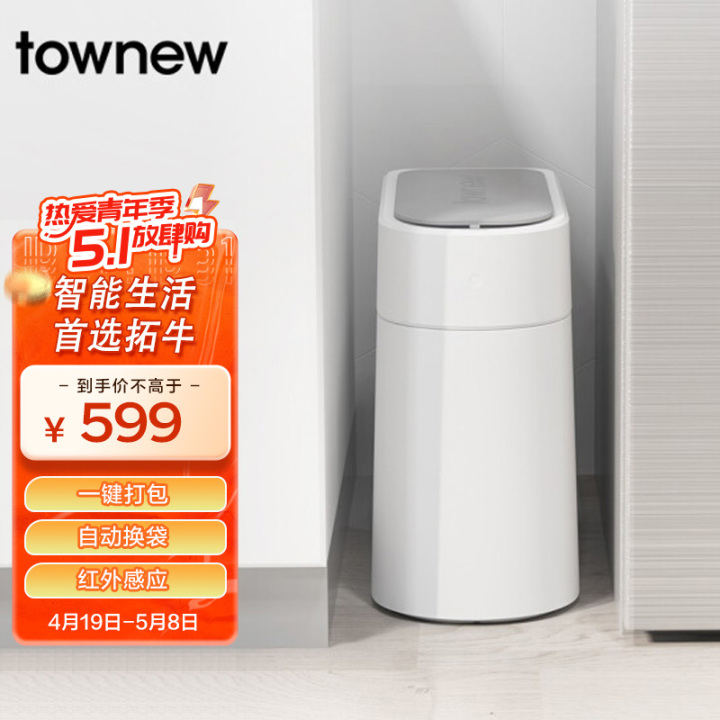 townew
townew
热爱青年季
5.1放肆购
智能生活
首选拓牛
到手价不高于
¥ 599
一键打包
自动换袋
红外感应
4月19日-5月8日